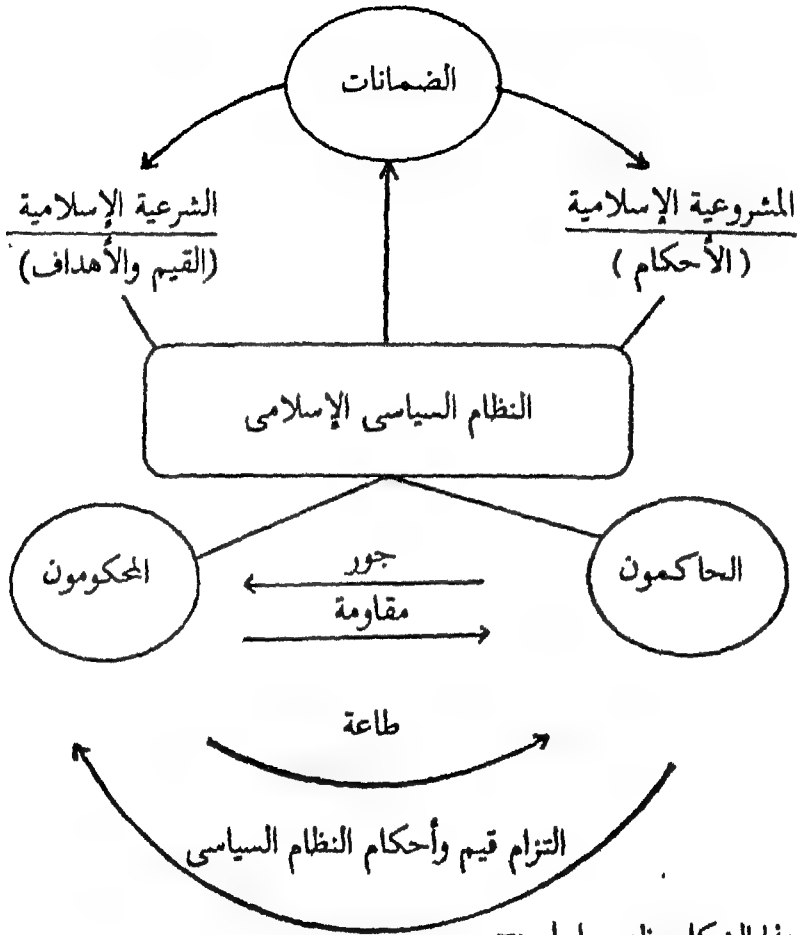 الضمانات
المشروعية الإسلامية
(الأحكام)
الشرعية الإسلامية
(القيم والأهداف)
النظام السياسى الإسلامى
الحاكمون
المحكومون
جور
مقاومة
طاعة
التزام قيم وأحكام النظام السياسى